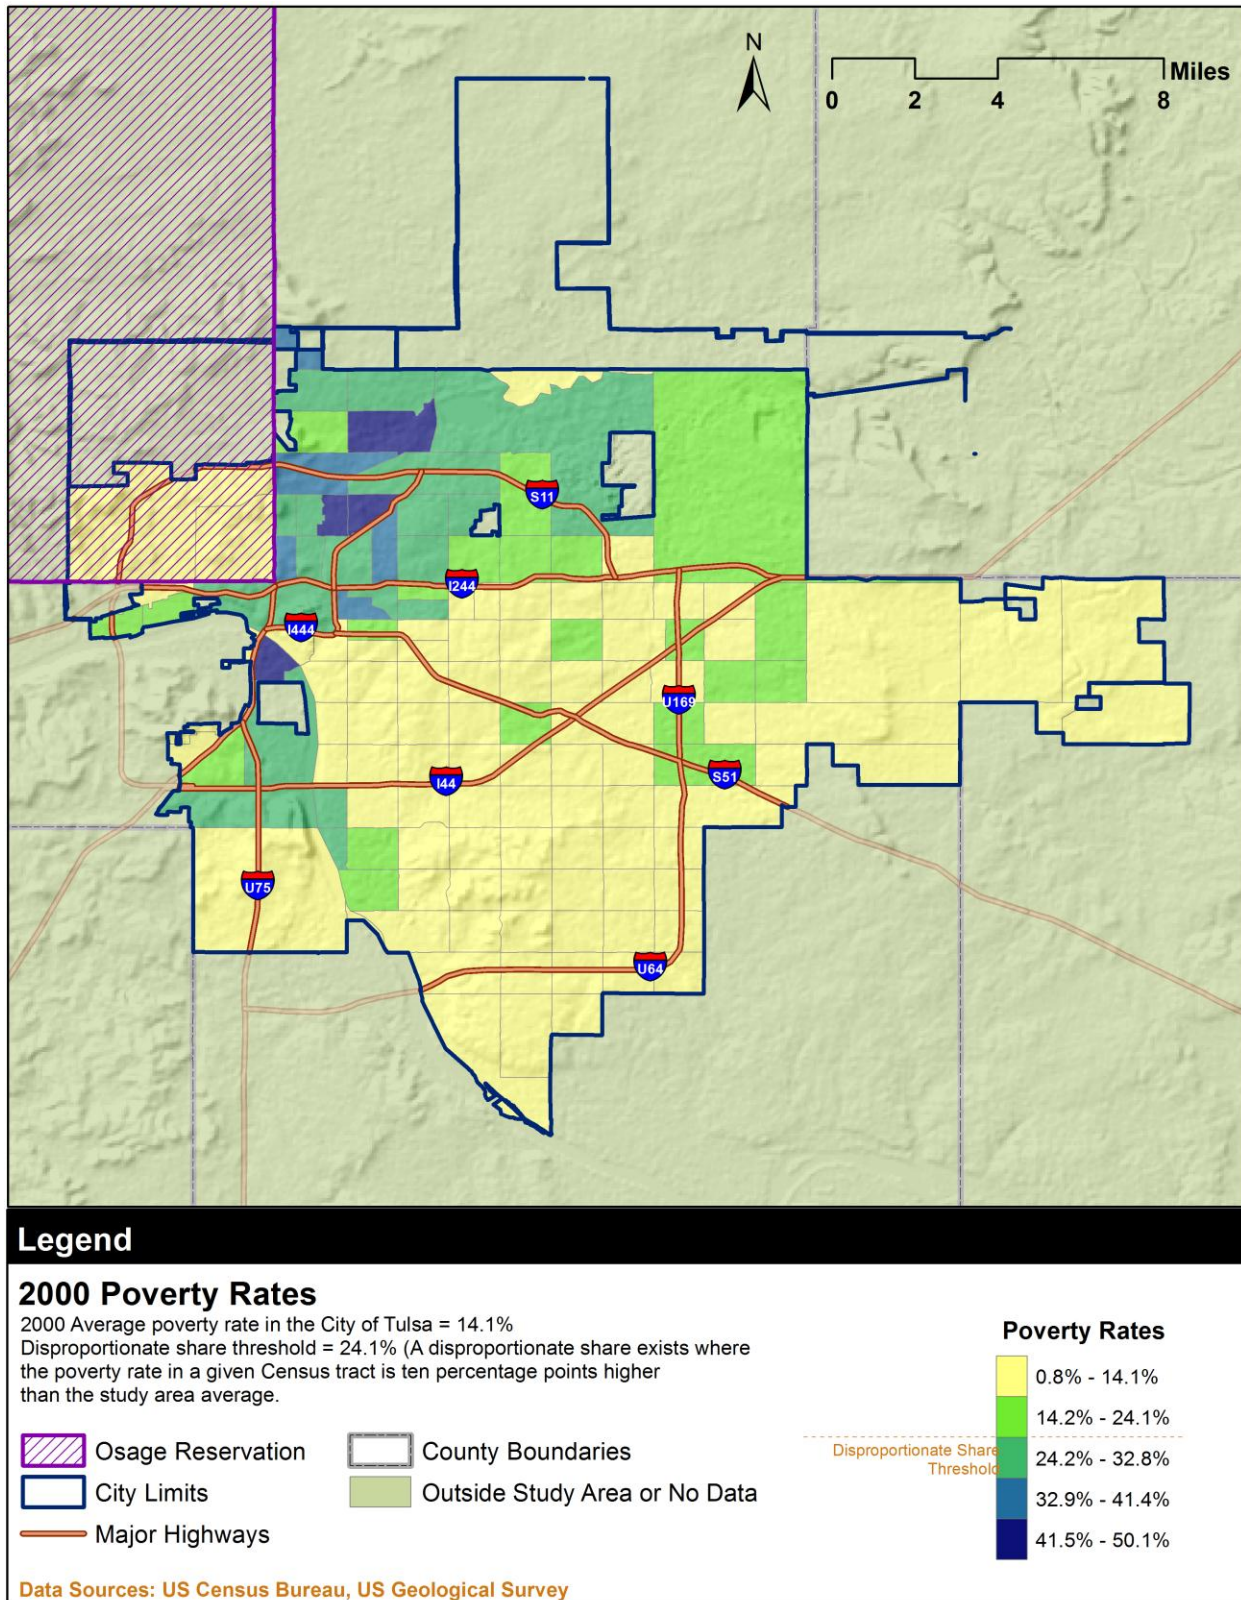 N
Miles
0 2 4 8
S11
I244
I444
U169
I44
S51
U75
U64
Legend
2000 Poverty Rates
2000 Average poverty rate in the City of Tulsa = 14.1%
Disproportionate share threshold = 24.1% (A disproportionate share exists where
the poverty rate in a given Census tract is ten percentage points higher
than the study area average.
Osage Reservation
City Limits
Major Highways
County Boundaries
Outside Study Area or No Data
Poverty Rates
0.8% - 14.1%
14.2% - 24.1%
Disproportionate Share
Threshold
24.2% - 32.8%
32.9% - 41.4%
41.5% - 50.1%
Data Sources: US Census Bureau, US Geological Survey